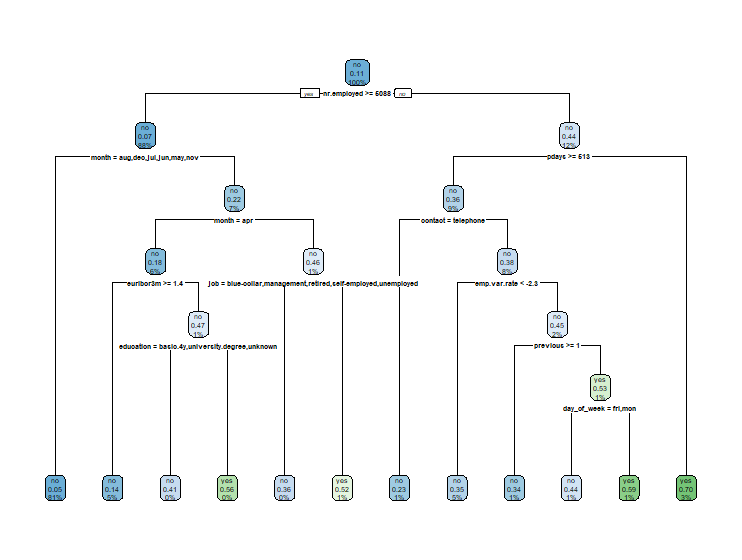 no
0.11
100%
yes nr.employed >= 5088 no
no
0.07
88%
no
0.44
12%
month = aug,dec,jul,jun,may,nov
pdays >= 513
no
0.22
7%
no
0.36
9%
month = apr
contact = telephone
no
0.18
6%
no
0.46
1%
no
0.38
8%
euribor3m >= 1.4
job = blue-collar,management,retired,self-employed,unemployed
emp.var.rate < -2.3
no
0.47
1%
no
0.45
2%
education = basic.4y,university.degree,unknown
previous >= 1
yes
0.53
1%
day_of_week = fri,mon
no
0.05
81%
no
0.14
5%
no
0.41
0%
yes
0.56
0%
no
0.36
0%
yes
0.52
1%
no
0.23
1%
no
0.35
5%
no
0.34
1%
no
0.44
1%
yes
0.59
1%
yes
0.70
3%